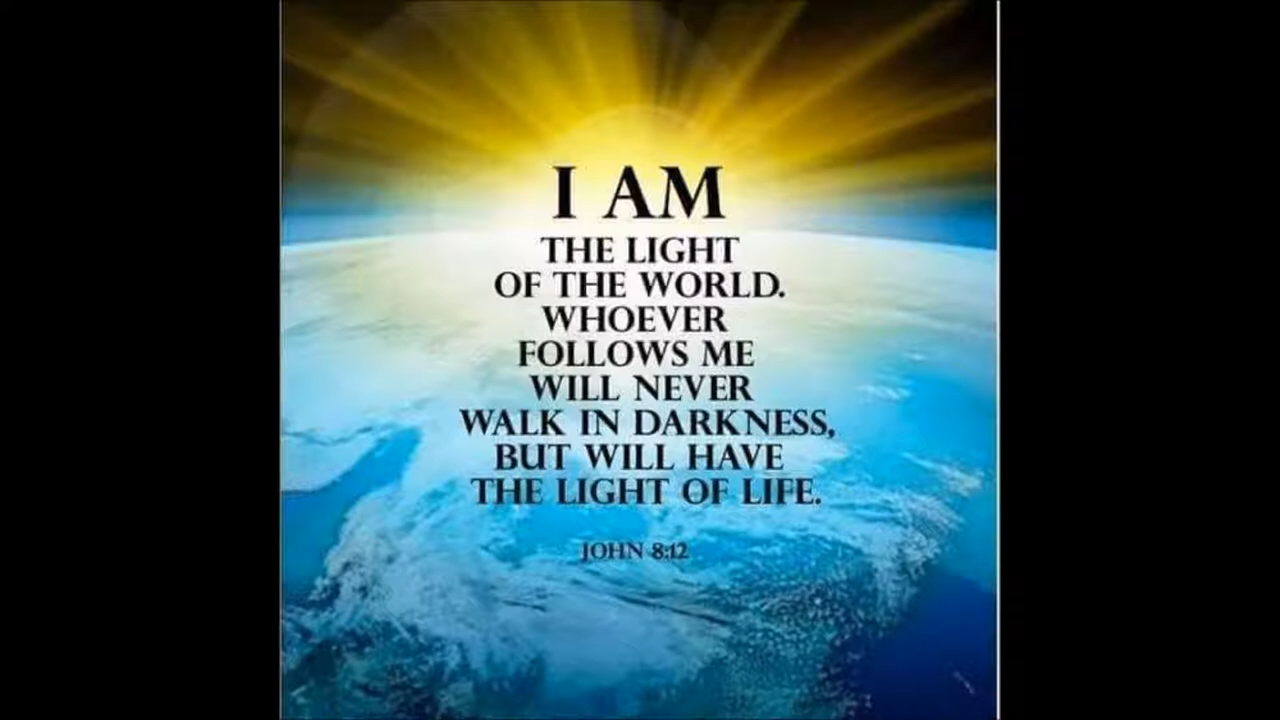 I AM
THE LIGHT
OF THE WORLD.
WHOEVER
FOLLOWS ME
WILL NEVER
WALK IN DARKNESS,
BUT WILL HAVE
THE LIGHT OF LIFE.
JOHN 8:12